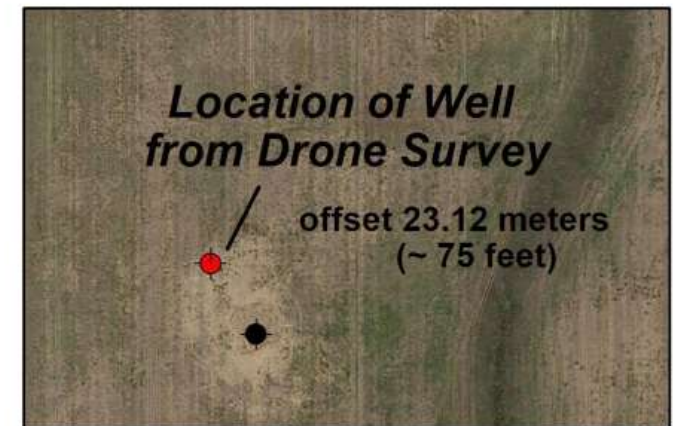 Location of Well
from Drone Survey
offset 23.12 meters
(~ 75 feet)